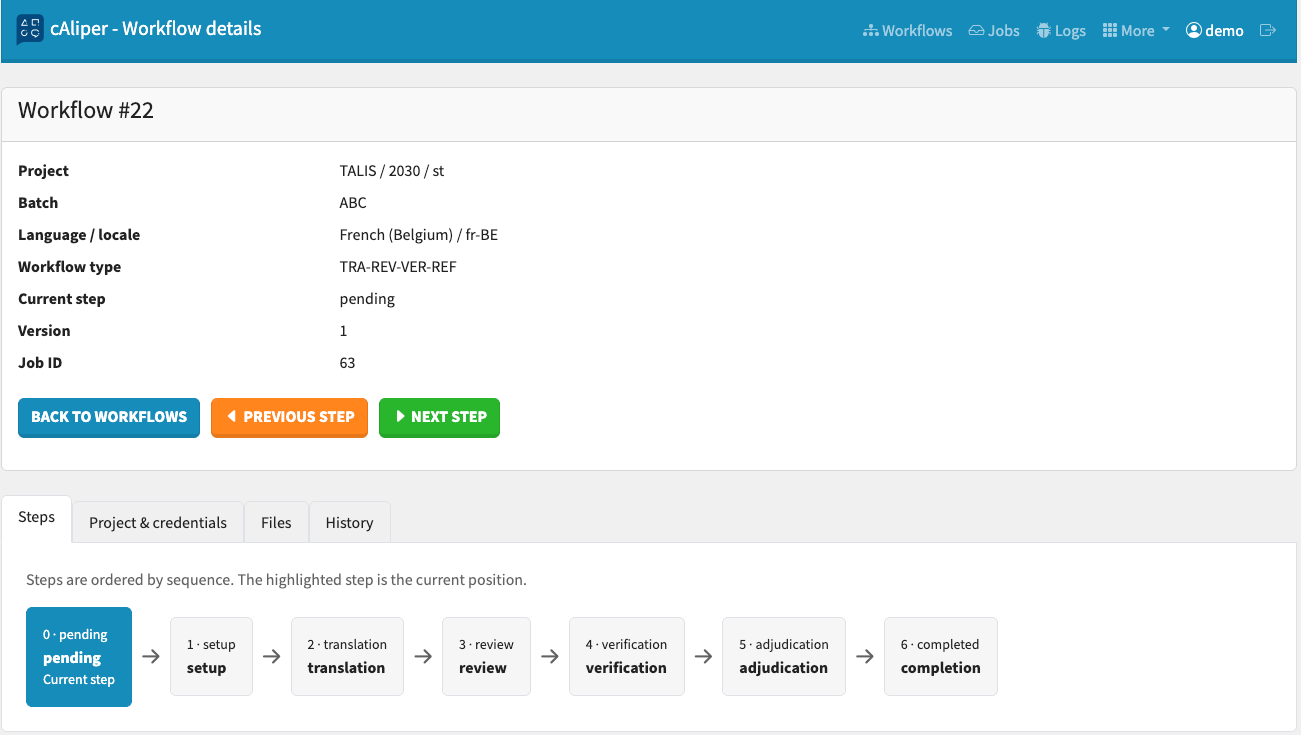 cAliper - Workflow details
Workflows Jobs Logs More demo
Workflow #22
Project TALIS / 2030 / st
Batch ABC
Language / locale French (Belgium) / fr-BE
Workflow type TRA-REV-VER-REF
Current step pending
Version 1
Job ID 63
BACK TO WORKFLOWS PREVIOUS STEP NEXT STEP
Steps Project & credentials Files History
Steps are ordered by sequence. The highlighted step is the current position.
0 · pending
pending
Current step
1 · setup
setup
2 · translation
translation
3 · review
review
4 · verification
verification
5 · adjudication
adjudication
6 · completed
completion